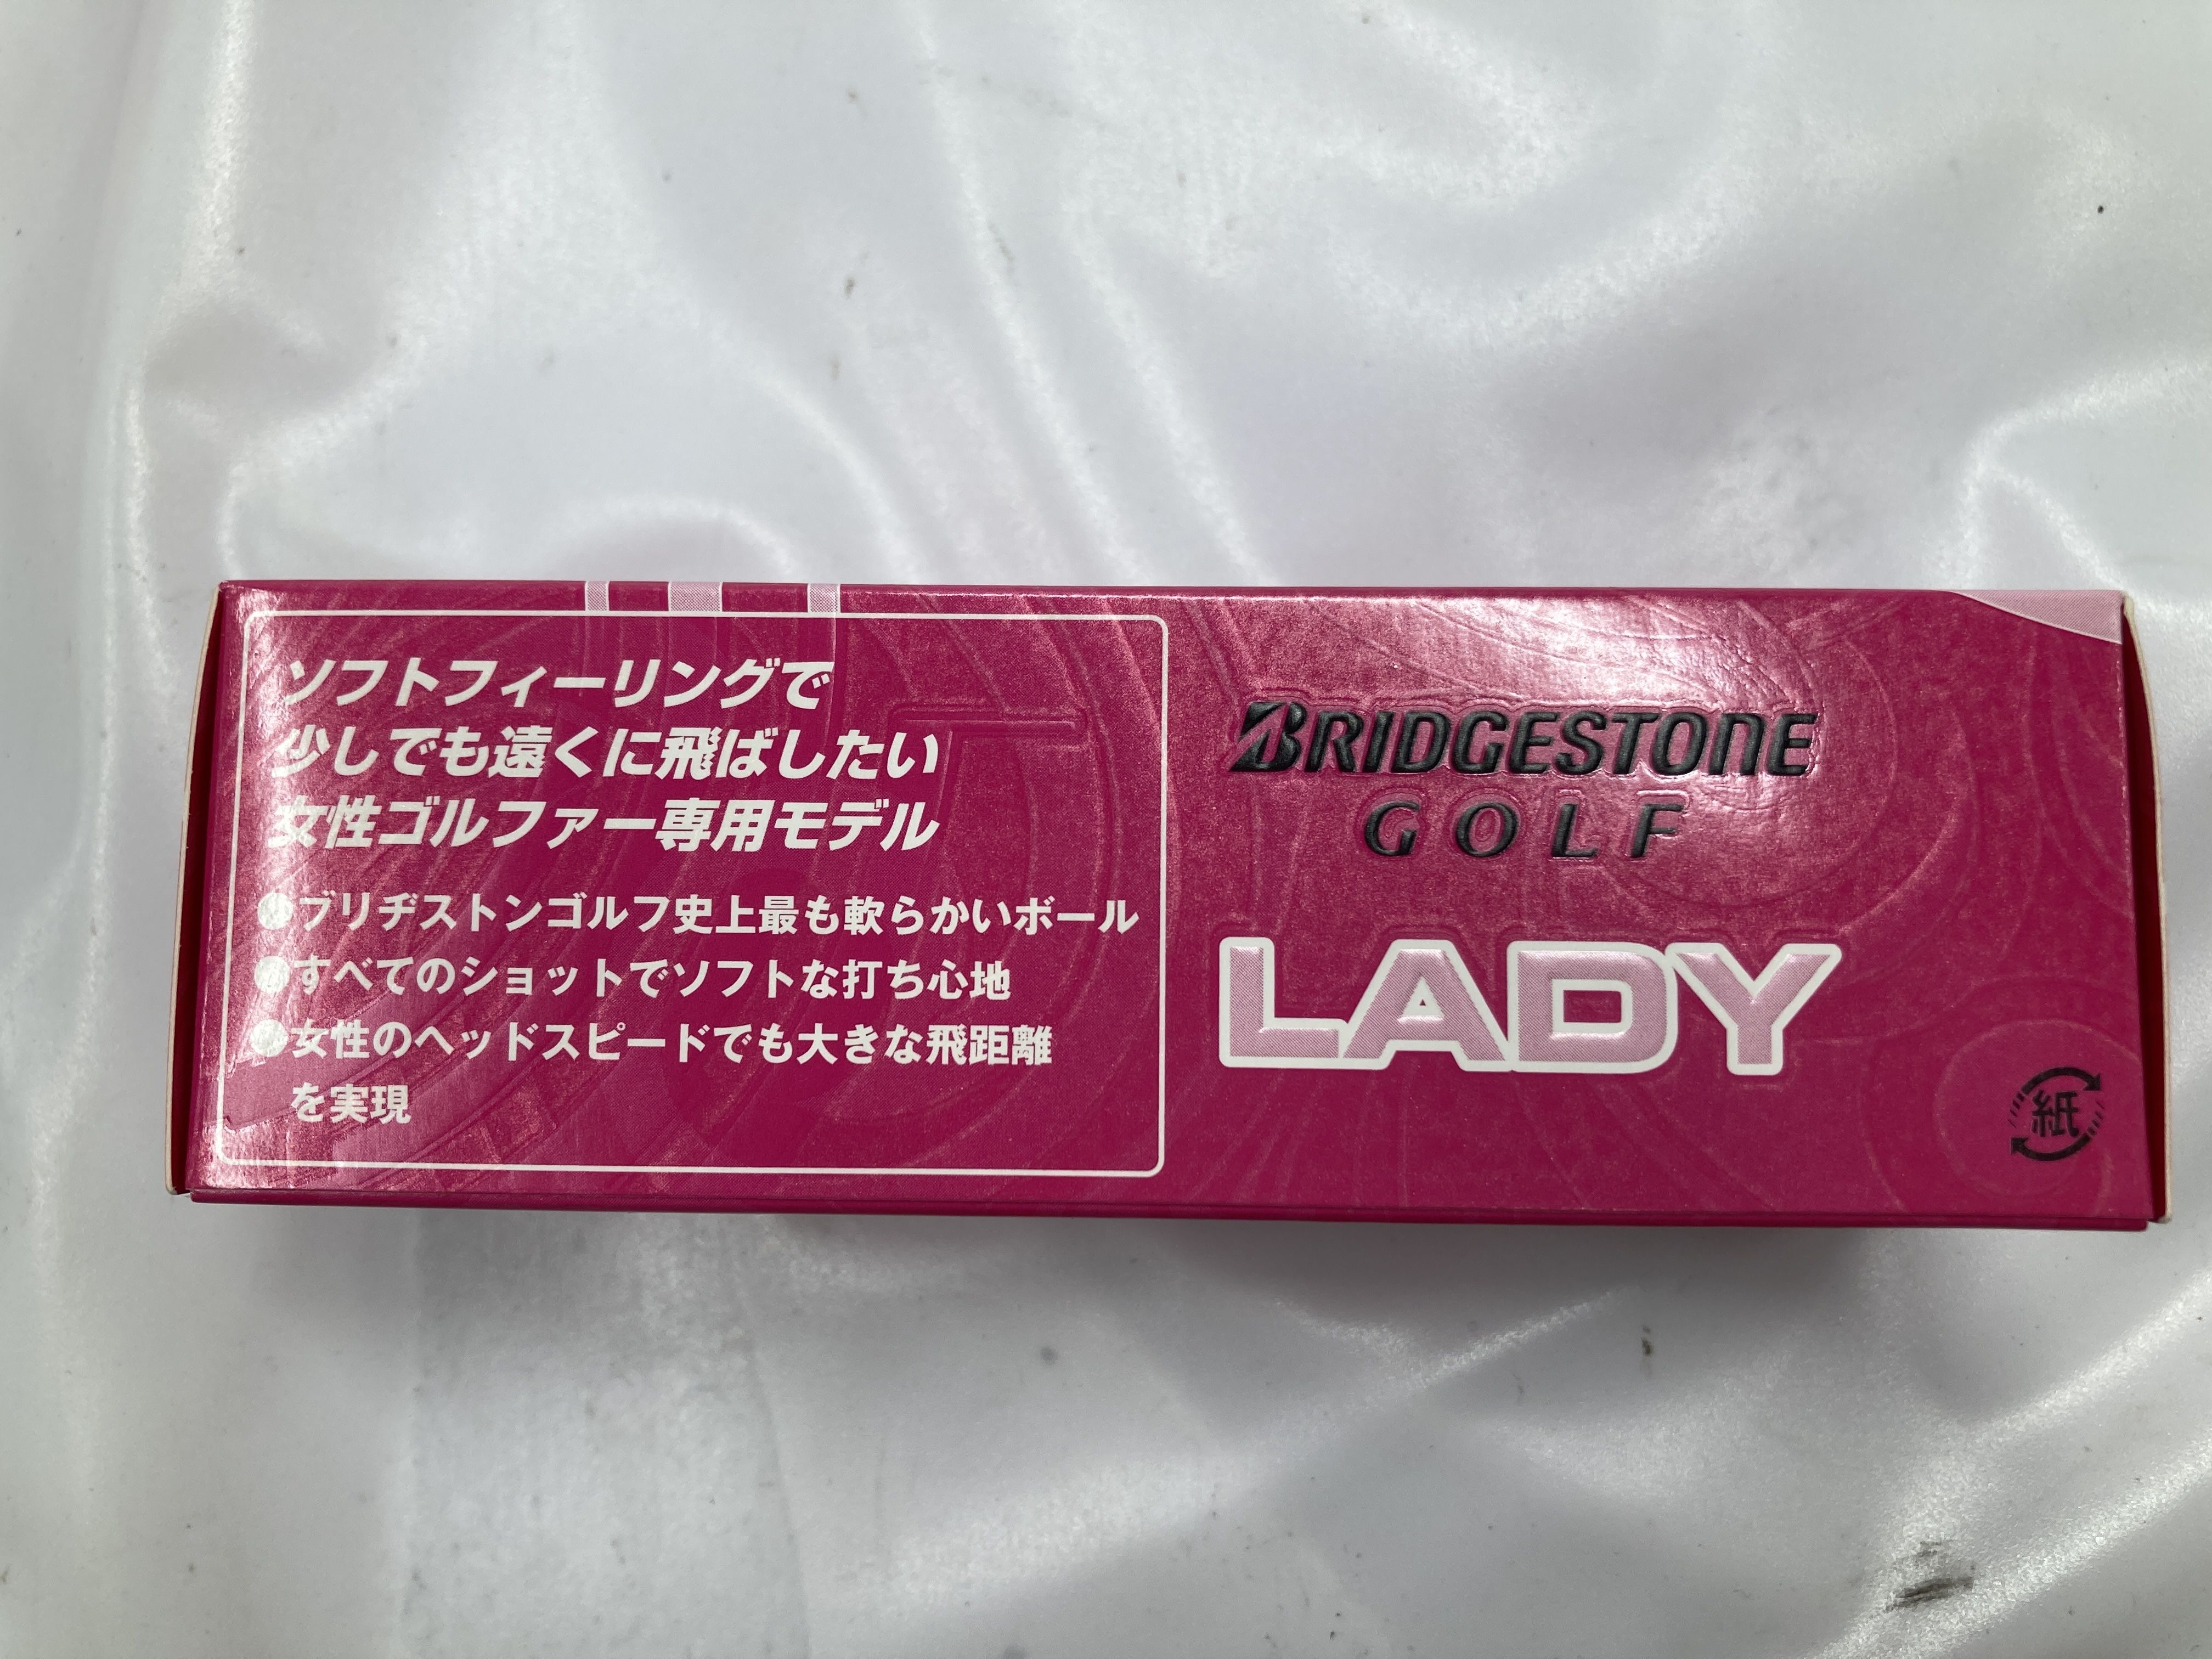 ソフトフィーリングで
少しでも遠くに飛ばしたい
女性ゴルファー専用モデル
●ブリヂストンゴルフ史上最も軟らかいボール
●すべてのショットでソフトな打ち心地
●女性のヘッドスピードでも大きな飛距離
を実現
BRIDGESTONE
GOLF
LADY
紙